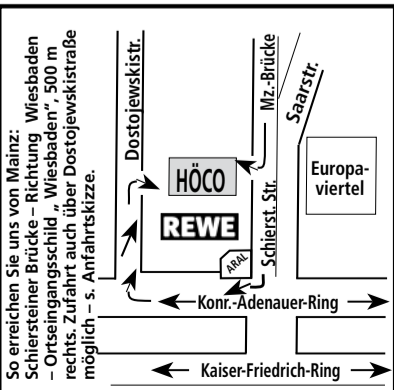 So erreichen Sie uns von Mainz:
Schiersteiner Brücke – Richtung Wiesbaden
– Ortseingangsschild „ Wiesbaden“, 500 m
rechts. Zufahrt auch über Dostojewskistraße
möglich – s. Anfahrtskizze.
Dostojewskistr.
Mz.-Brücke
Saarstr.
HÖCO
Europa-
viertel
REWE
Schierst. Str.
ARAL
Konr.-Adenauer-Ring
Kaiser-Friedrich-Ring